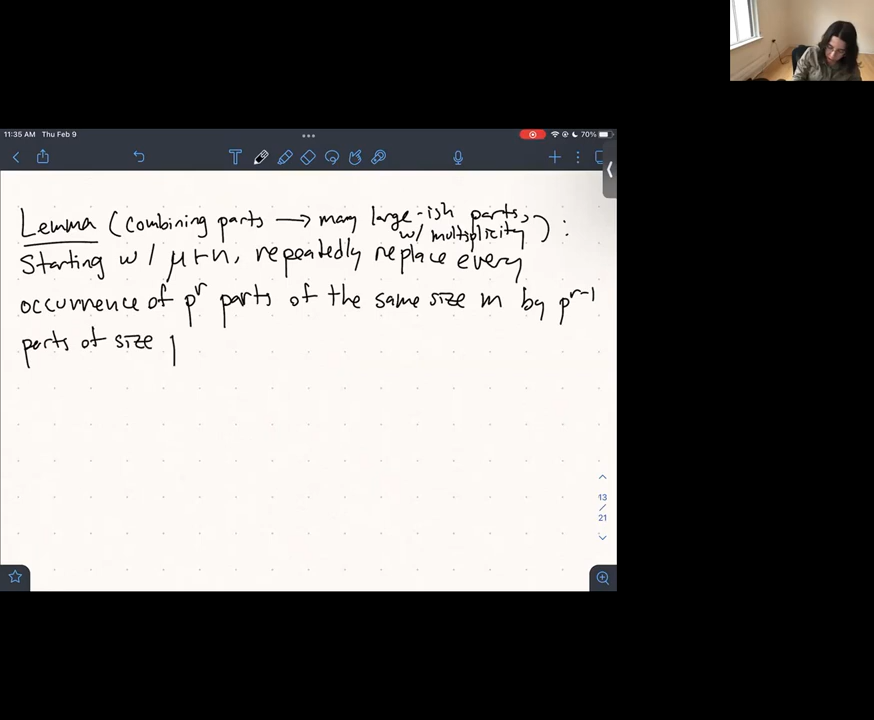 11:35 AM Thu Feb 9
70%
Lemma (combining parts → many large-ish parts, w/ multiplicity):
Starting w/ μ ⊢ n, repeatedly replace every
occurrence of p^r parts of the same size m by p^{r-1}
parts of size
13
/
21